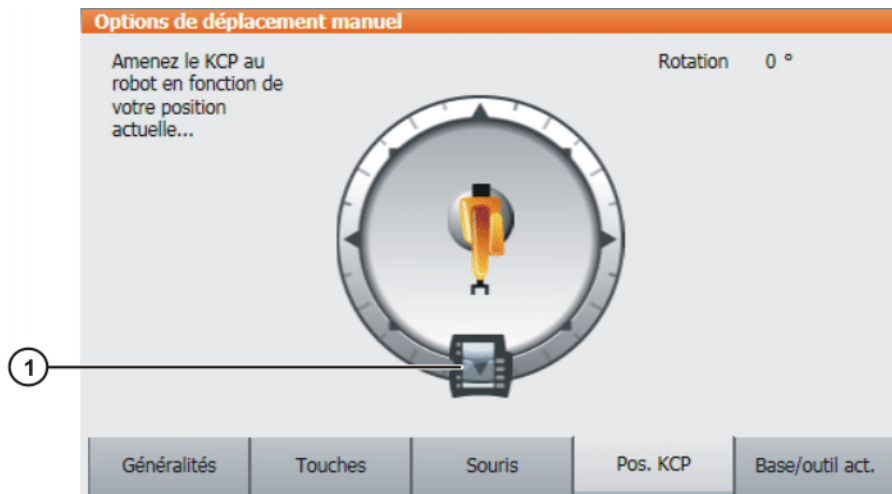 Options de déplacement manuel
Amenez le KCP au
robot en fonction de
votre position
actuelle...
Rotation 0 °
1
Généralités Touches Souris Pos. KCP Base/outil act.